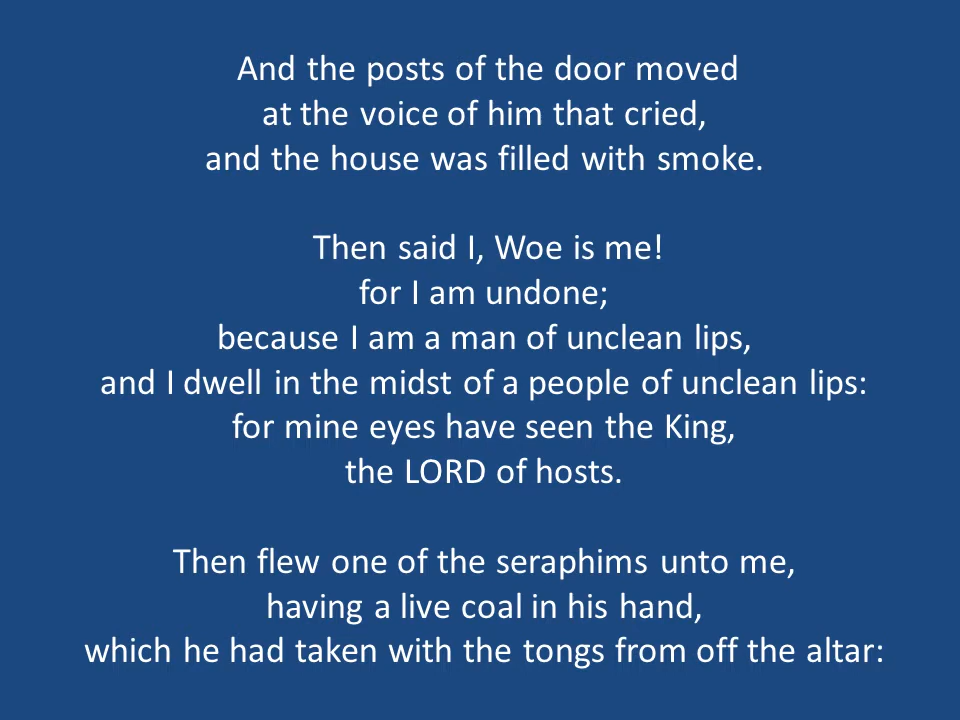 And the posts of the door moved
at the voice of him that cried,
and the house was filled with smoke.
Then said I, Woe is me!
for I am undone;
because I am a man of unclean lips,
and I dwell in the midst of a people of unclean lips:
for mine eyes have seen the King,
the LORD of hosts.
Then flew one of the seraphims unto me,
having a live coal in his hand,
which he had taken with the tongs from off the altar: